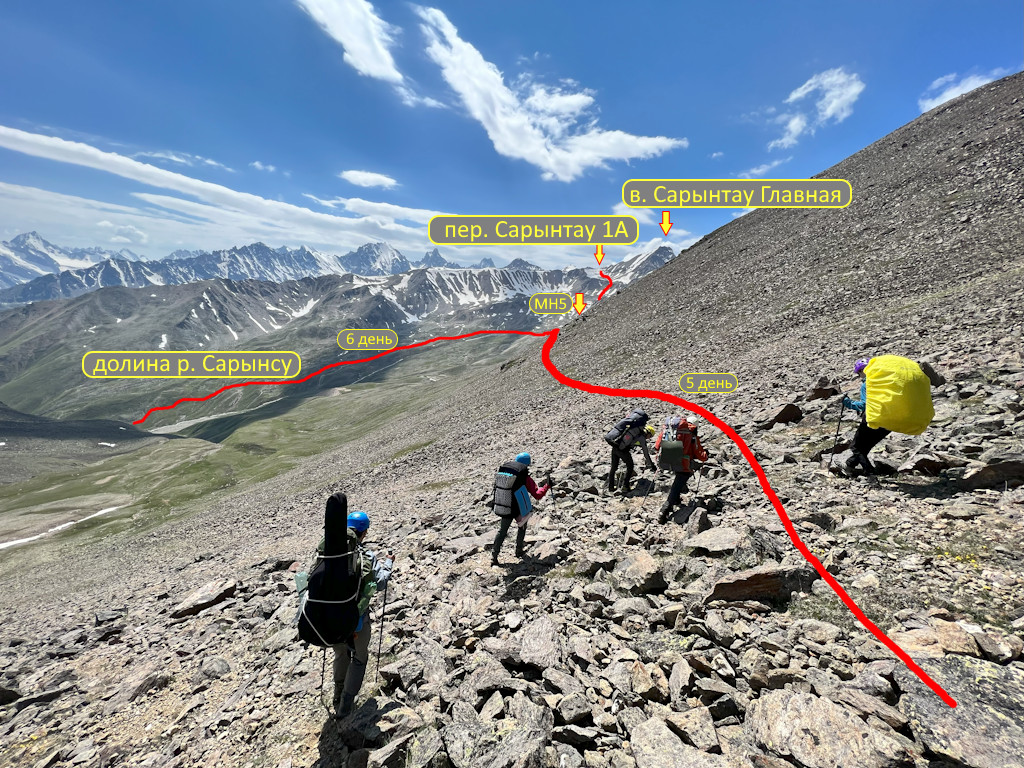 в. Сарынтау Главная
пер. Сарынтау 1А
МН5
6 день
долина р. Сарынсу
5 день